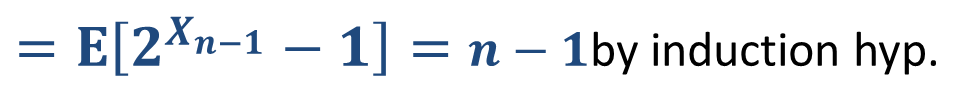 = 𝐄[𝟐^{𝑿_{𝒏−𝟏}} − 𝟏] = 𝒏 − 𝟏by induction hyp.